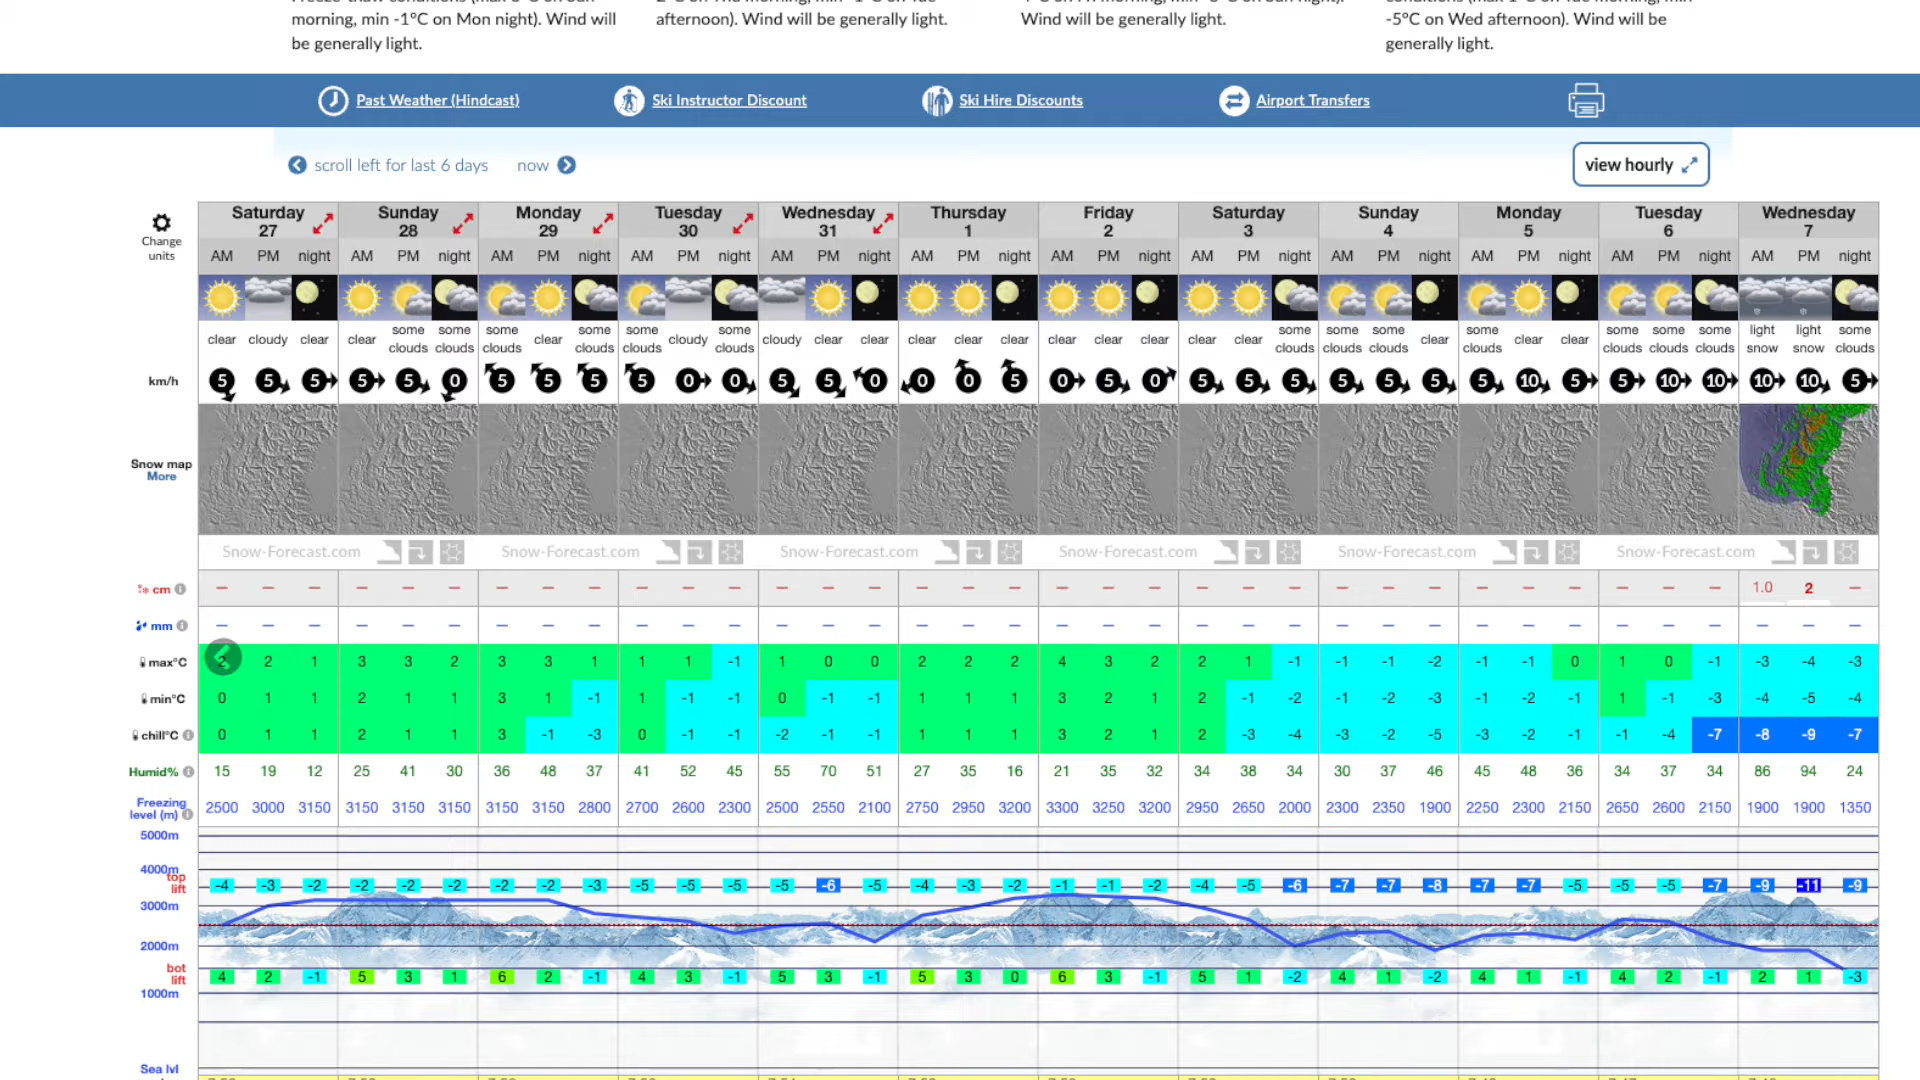 morning, min -1°C on Mon night). Wind will
be generally light.
afternoon). Wind will be generally light.
Wind will be generally light.
-5°C on Wed afternoon). Wind will be
generally light.
Past Weather (Hindcast) Ski Instructor Discount Ski Hire Discounts Airport Transfers
scroll left for last 6 days now view hourly
Change units
Saturday 27 Sunday 28 Monday 29 Tuesday 30 Wednesday 31 Thursday 1 Friday 2 Saturday 3 Sunday 4 Monday 5 Tuesday 6 Wednesday 7
AM PM night AM PM night AM PM night AM PM night AM PM night AM PM night AM PM night AM PM night AM PM night AM PM night AM PM night AM PM night
clear cloudy clear clear some clouds some clouds some clouds clear some clouds some clouds cloudy some clouds cloudy clear clear clear clear clear clear clear clear clear clear some clouds some clouds some clouds clear some clouds clear clear some clouds some clouds some clouds light snow light snow some clouds
km/h 5 5 5 5 5 0 5 5 5 5 0 0 5 5 0 0 0 5 0 5 0 5 5 5 5 5 5 5 10 5 5 10 10 10 10 5
Snow map
More
Snow-Forecast.com Snow-Forecast.com Snow-Forecast.com Snow-Forecast.com Snow-Forecast.com Snow-Forecast.com
cm — — — — — — — — — — — — — — — — — — — — — — — — — — — — — — — — — 1.0 2 —
mm — — — — — — — — — — — — — — — — — — — — — — — — — — — — — — — — — — — —
max°C 2 2 1 3 3 2 3 3 1 1 1 -1 1 0 0 2 2 2 4 3 2 2 1 -1 -1 -1 -2 -1 -1 0 1 0 -1 -3 -4 -3
min°C 0 1 1 2 1 1 3 1 -1 1 -1 -1 0 -1 -1 1 1 1 3 2 1 2 -1 -2 -1 -2 -3 -1 -2 -1 1 -1 -3 -4 -5 -4
chill°C 0 1 1 2 1 1 3 -1 -3 0 -1 -1 -2 -1 -1 1 1 1 3 2 1 2 -3 -4 -3 -2 -5 -3 -2 -1 -1 -4 -7 -8 -9 -7
Humid% 15 19 12 25 41 30 36 48 37 41 52 45 55 70 51 27 35 16 21 35 32 34 38 34 30 37 46 45 48 36 34 37 34 86 94 24
Freezing level (m) 2500 3000 3150 3150 3150 3150 3150 3150 2800 2700 2600 2300 2500 2550 2100 2750 2950 3200 3300 3250 3200 2950 2650 2000 2300 2350 1900 2250 2300 2150 2650 2600 2150 1900 1900 1350
5000m
4000m
top lift -4 -3 -2 -2 -2 -2 -2 -2 -3 -5 -5 -5 -5 -6 -5 -4 -3 -2 -1 -1 -2 -4 -5 -6 -7 -7 -8 -7 -7 -5 -5 -5 -7 -9 -11 -9
3000m
2000m
bot lift 4 2 -1 5 3 1 6 2 -1 4 3 -1 5 3 -1 5 3 0 6 3 -1 5 1 -2 4 1 -2 4 1 -1 4 2 -1 2 1 -3
1000m
Sea lvl